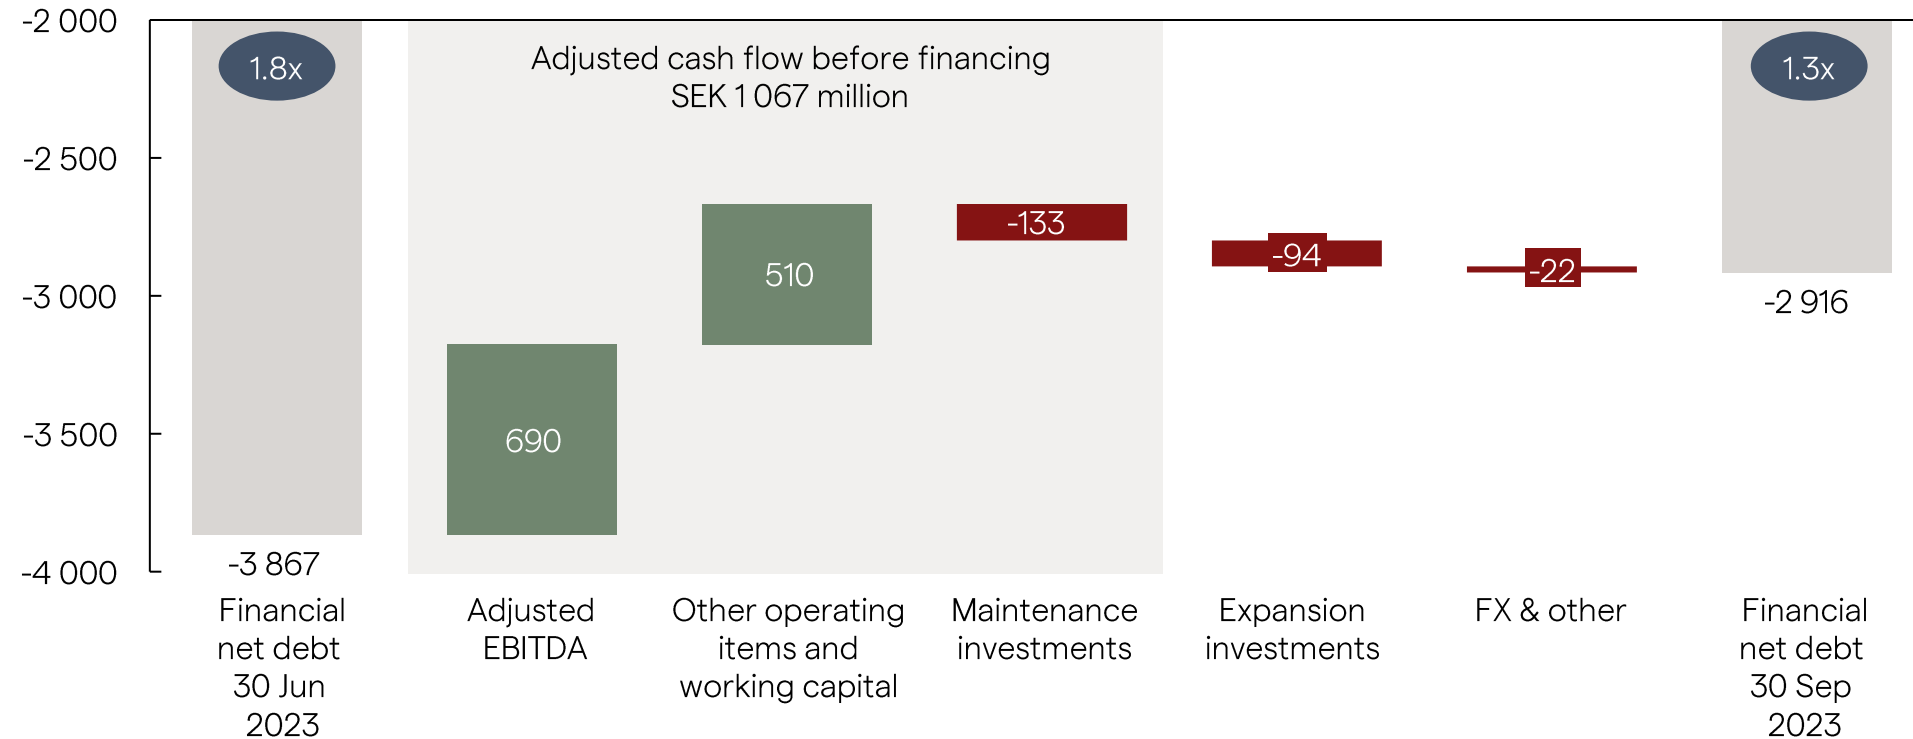 -2 000
-2 500
-3 000
-3 500
-4 000
1.8x
Adjusted cash flow before financing
SEK 1 067 million
1.3x
690
510
-133
-94
-22
-3 867
-2 916
Financial
net debt
30 Jun
2023
Adjusted
EBITDA
Other operating
items and
working capital
Maintenance
investments
Expansion
investments
FX & other
Financial
net debt
30 Sep
2023